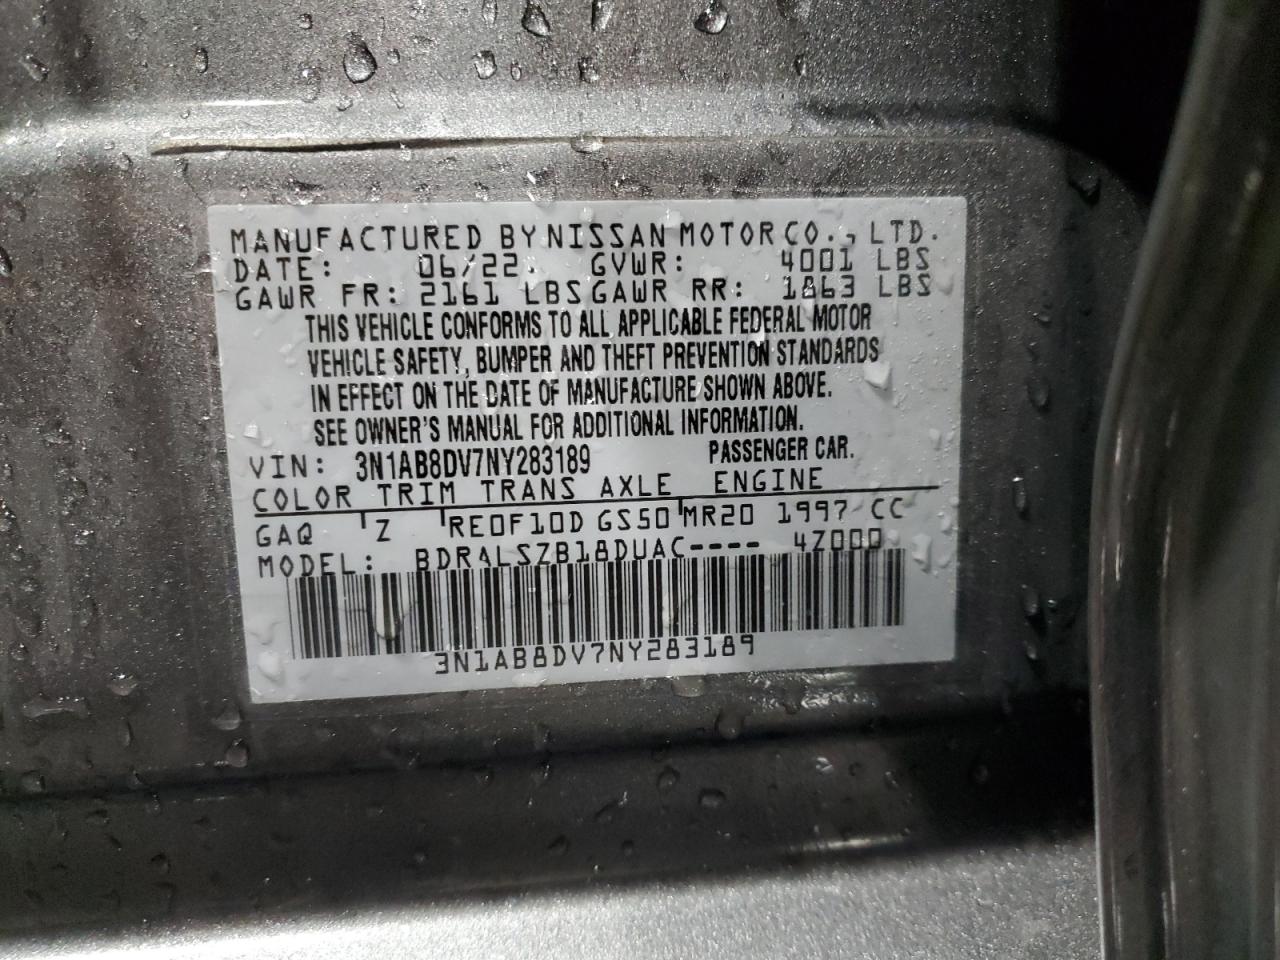 MANUFACTURED BY NISSAN MOTOR CO., LTD.
DATE: 06/22. GVWR: 4001 LBS
GAWR FR: 2161 LBS GAWR RR: 1863 LBS
THIS VEHICLE CONFORMS TO ALL APPLICABLE FEDERAL MOTOR
VEHICLE SAFETY, BUMPER AND THEFT PREVENTION STANDARDS
IN EFFECT ON THE DATE OF MANUFACTURE SHOWN ABOVE.
SEE OWNER'S MANUAL FOR ADDITIONAL INFORMATION.
VIN: 3N1AB8DV7NY283189 PASSENGER CAR.
COLOR TRIM TRANS AXLE ENGINE
GAQ Z RE0F10D GS50 MR20 1997 CC
MODEL: BDRALSZB18DUAC---- 4Z000
3N1AB8DV7NY283189